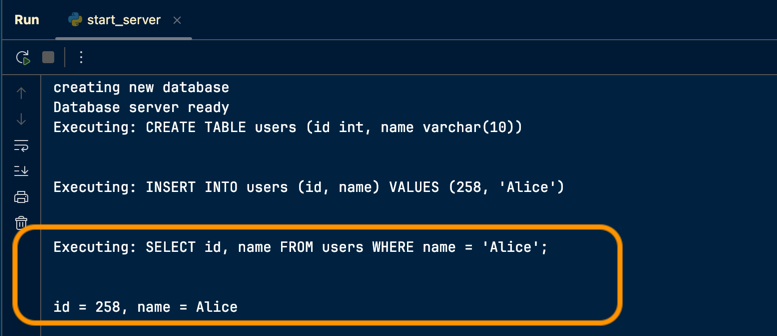 Run start_server
creating new database
Database server ready
Executing: CREATE TABLE users (id int, name varchar(10))
Executing: INSERT INTO users (id, name) VALUES (258, 'Alice')
Executing: SELECT id, name FROM users WHERE name = 'Alice';
id = 258, name = Alice